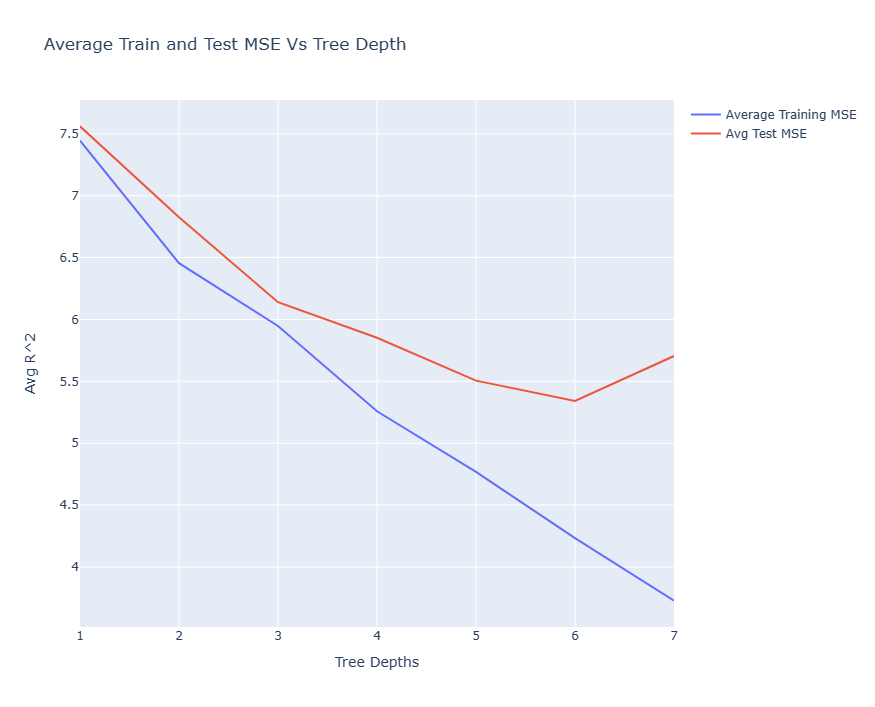 Average Train and Test MSE Vs Tree Depth
Average Training MSE
Avg Test MSE
7.5
7
6.5
6
5.5
5
4.5
4
Avg R^2
1 2 3 4 5 6 7
Tree Depths